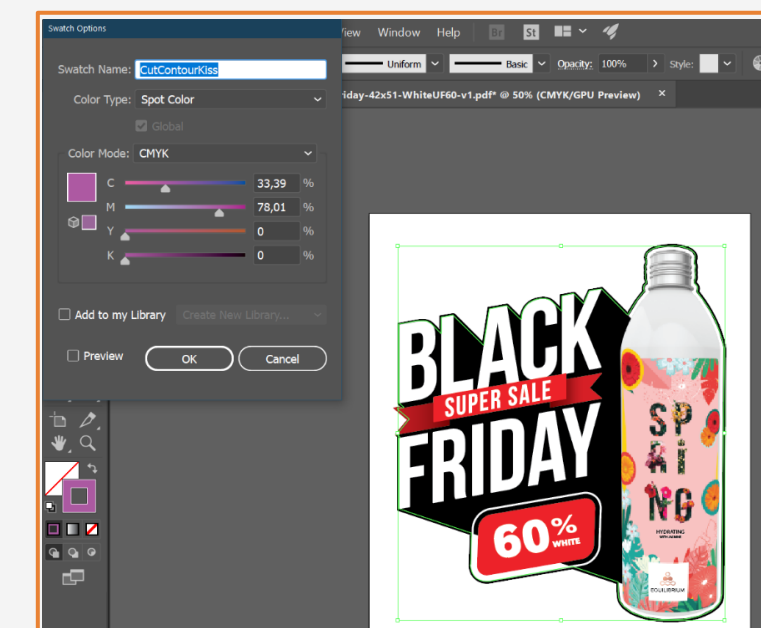 Swatch Options
View Window Help Br St
Uniform Basic Opacity: 100% Style:
riday-42x51-WhiteUF60-v1.pdf* @ 50% (CMYK/GPU Preview) ×
Swatch Name: CutContourKiss
Color Type: Spot Color
Global
Color Mode: CMYK
C 33,39 %
M 78,01 %
Y 0 %
K 0 %
Add to my Library Create New Library...
Preview OK Cancel
BLACK
SUPER SALE
FRIDAY
60%
WHITE
SP
RI
NG
HYDRATING
EQUILIBRIUM